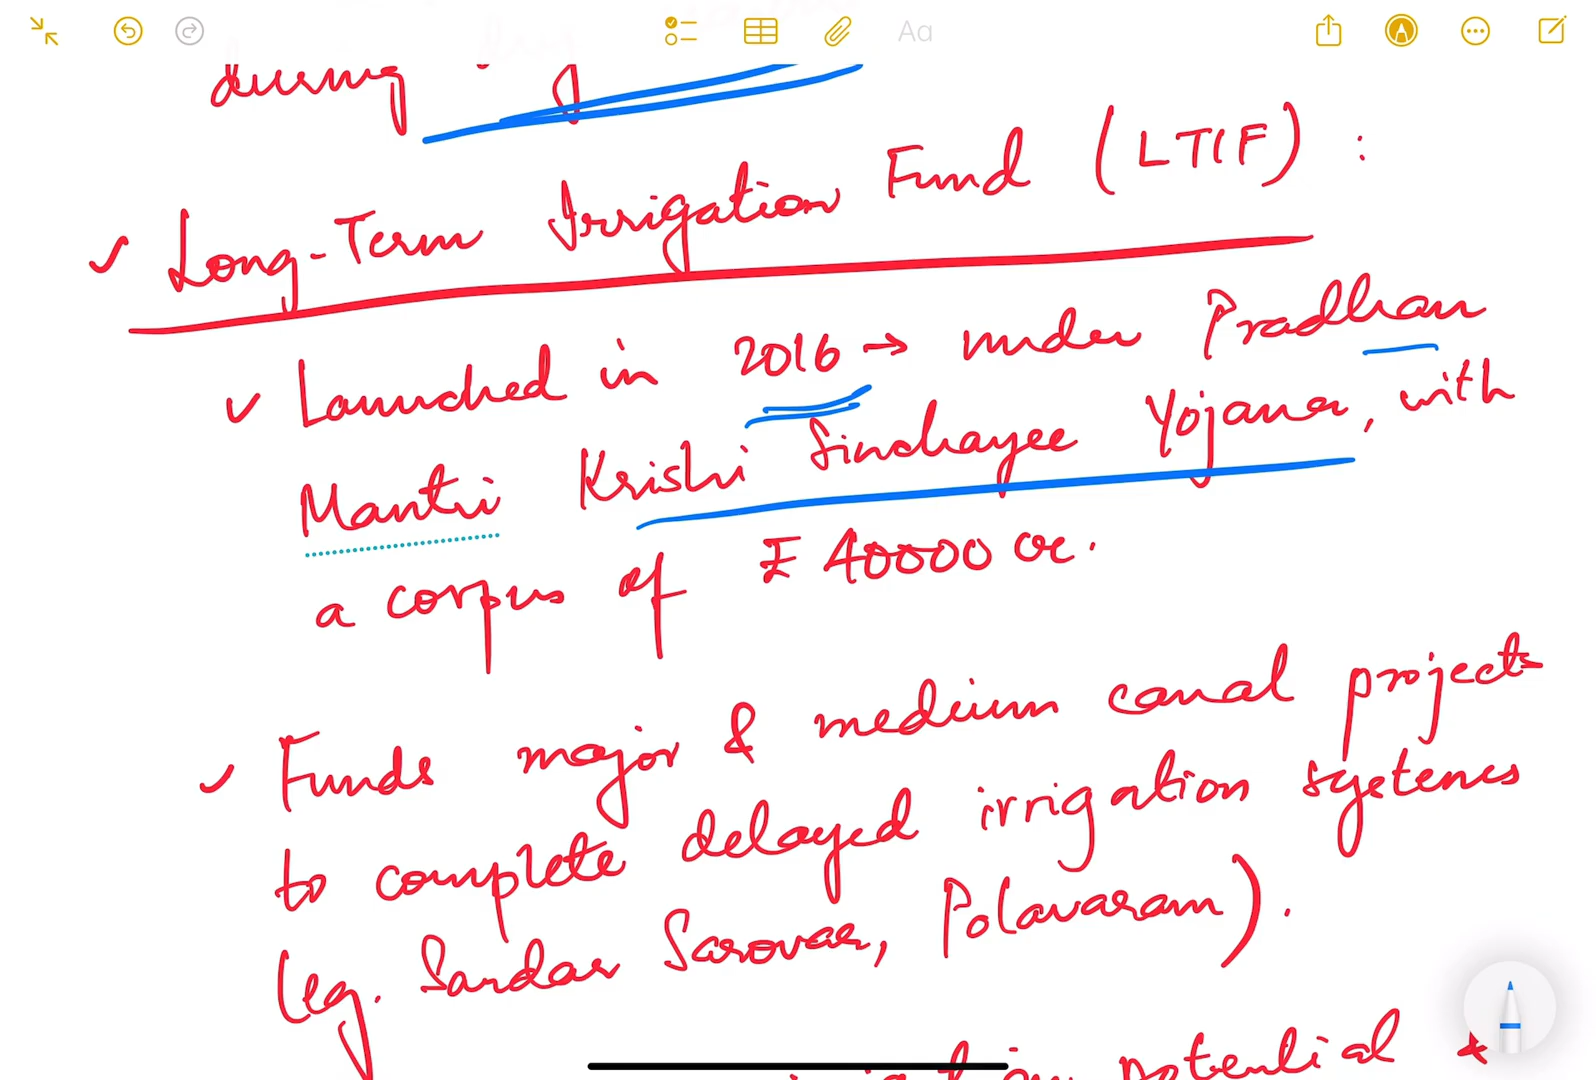 Aa
during
✓ Long-Term Irrigation Fund (LTIF) :
✓ Launched in 2016 → under Pradhan
Mantri Krishi Sinchayee Yojana, with
a corpus of ₹ 40000 cr.
✓ Funds major & medium canal projects
to complete delayed irrigation systems
(eg. Sardar Sarovar, Polavaram).
potential &